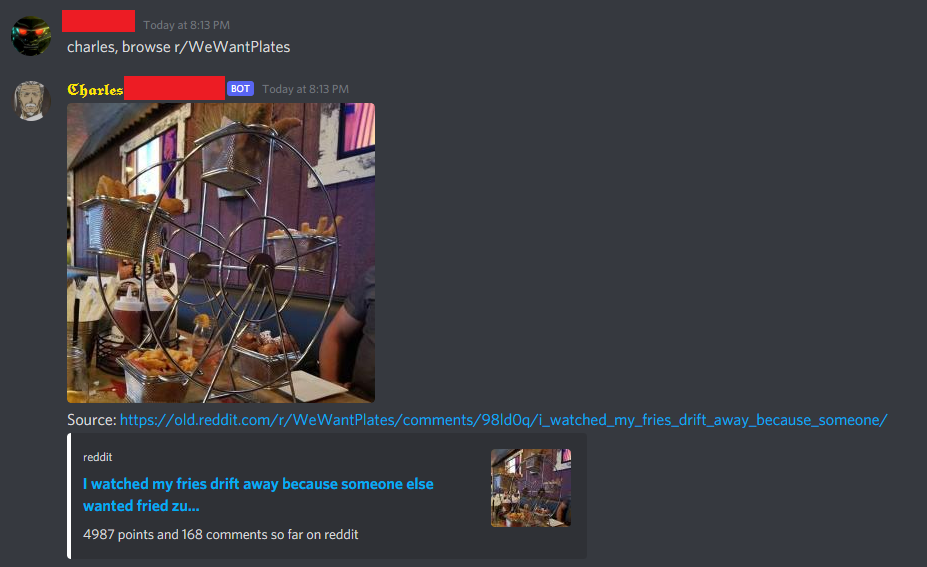 Today at 8:13 PM
charles, browse r/WeWantPlates
Charles BOT Today at 8:13 PM
Source: https://old.reddit.com/r/WeWantPlates/comments/98ld0q/i_watched_my_fries_drift_away_because_someone/
reddit
I watched my fries drift away because someone else
wanted fried zu...
4987 points and 168 comments so far on reddit